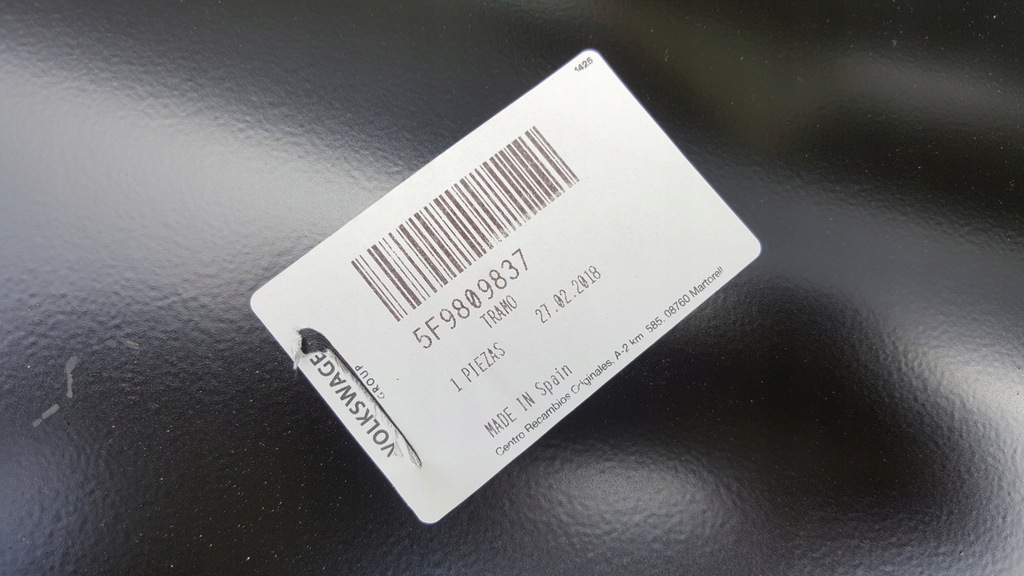 1425
5F9809837
TRAMO
27.02.2018
1 PIEZAS
MADE IN Spain
Centro Recambios Originales, A-2 km 585, 08760 Martorell
VOLKSWAGE
GROUP